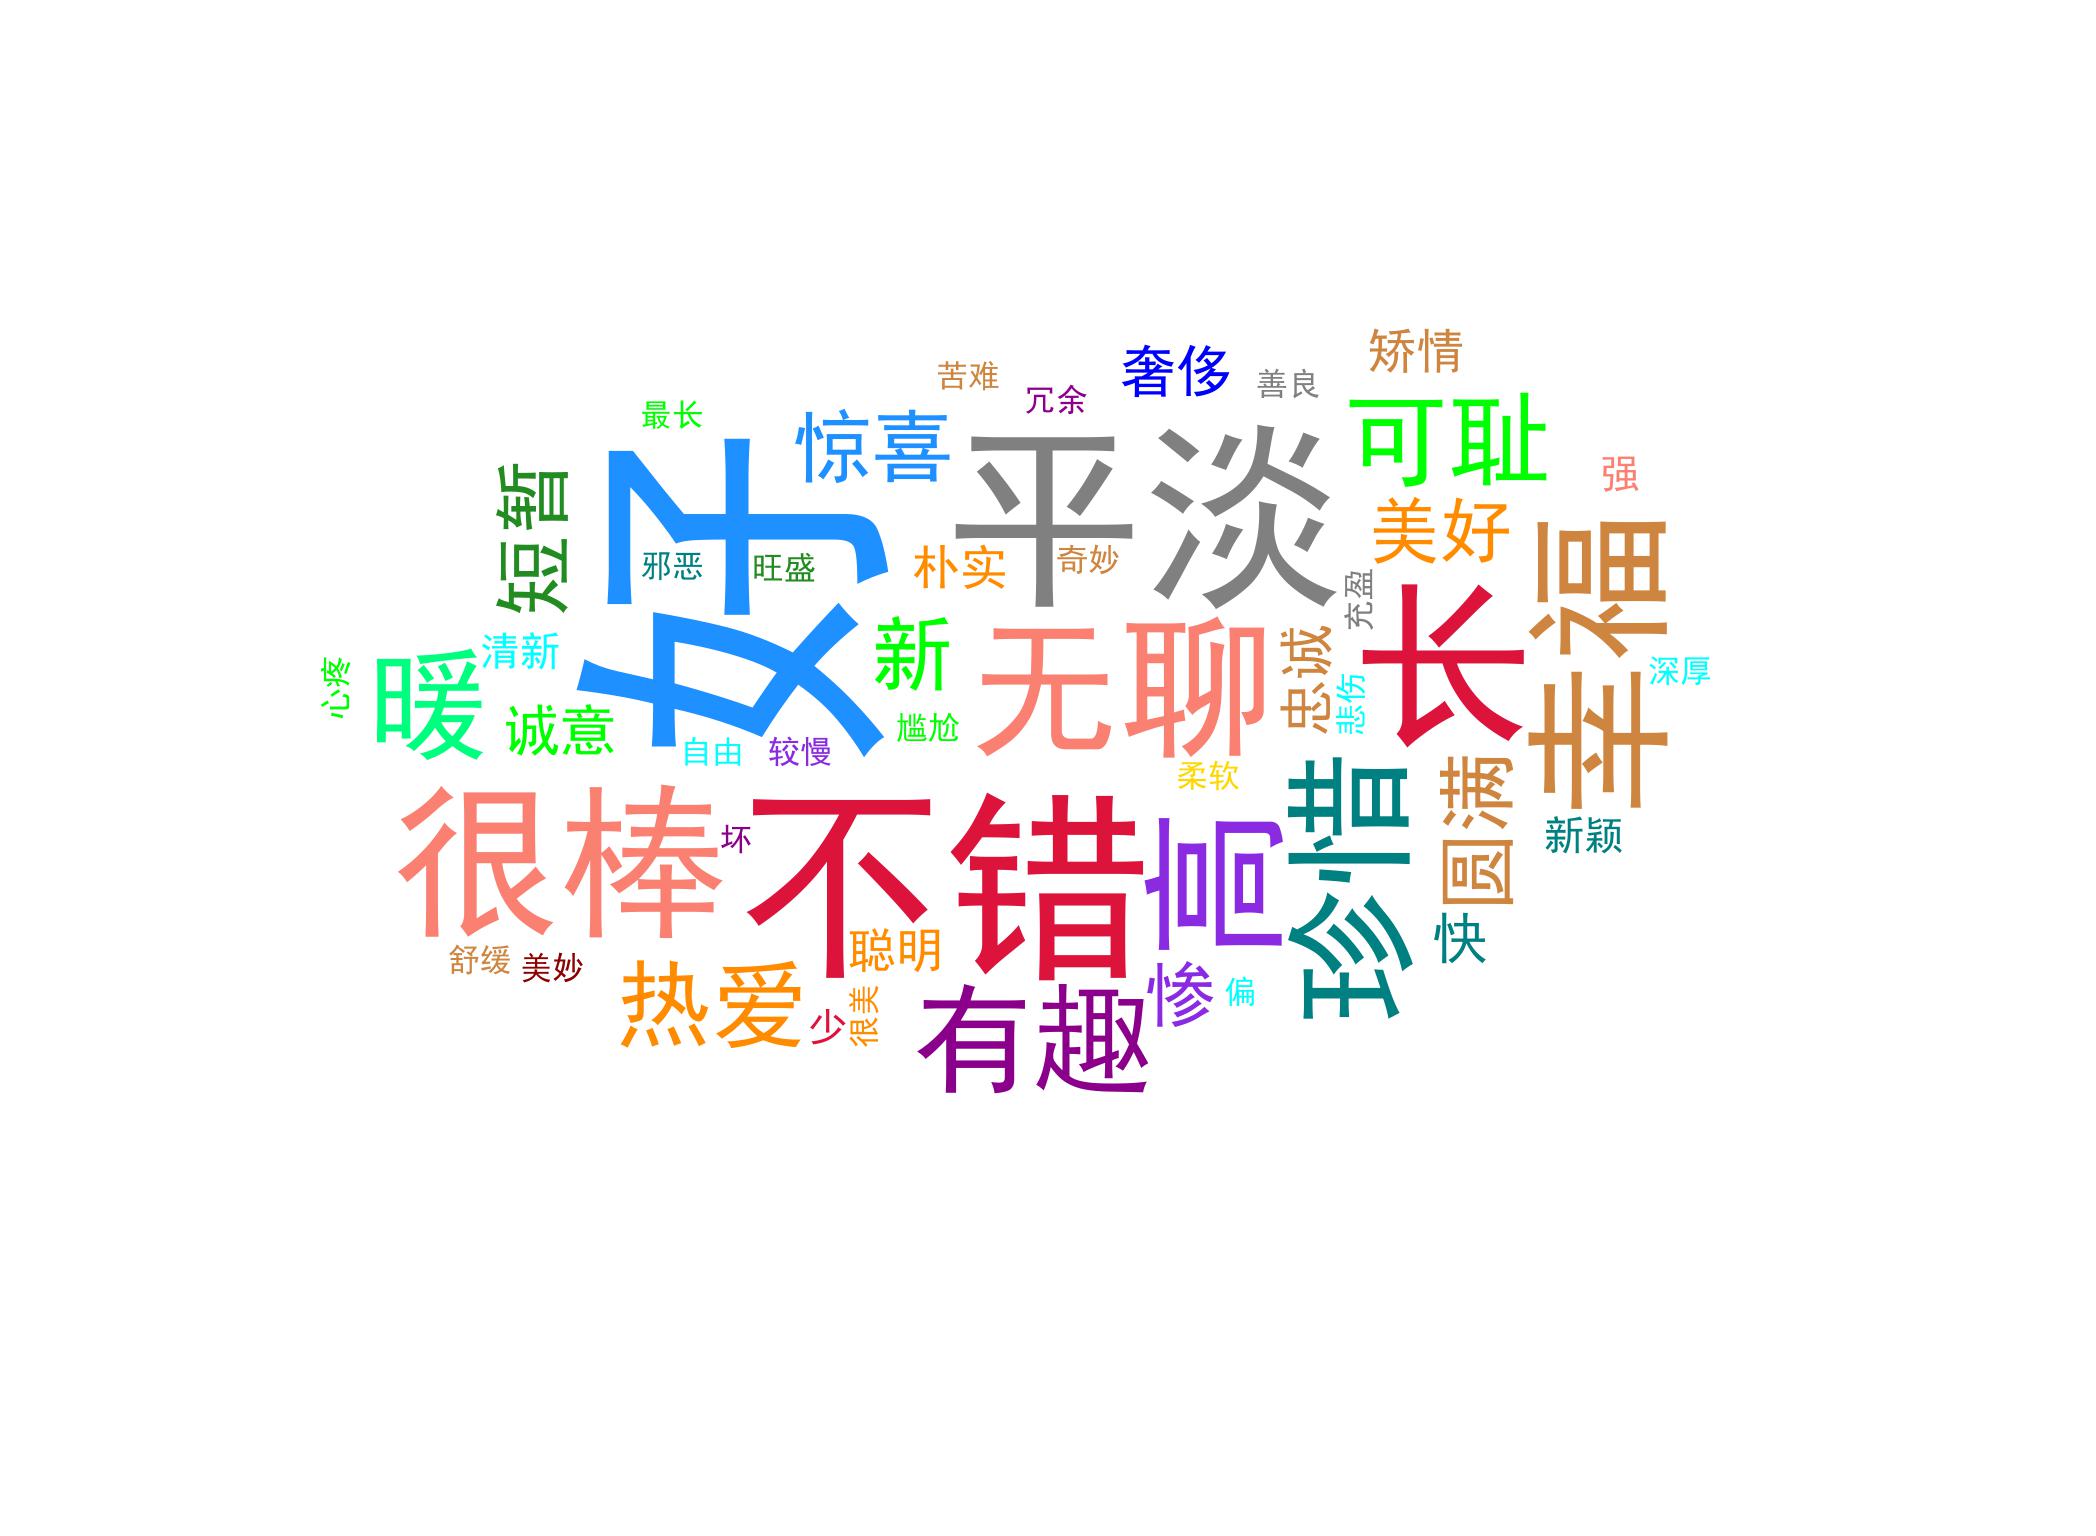 矫情
奢侈
苦难
善良
冗余
最长
可耻
惊喜
平淡
强
短暂
好
美好
邪恶
旺盛
朴实
奇妙
充盈
幸福
清新
新
无聊
忠诚
长
深厚
心疼
暖
诚意
尴尬
悲伤
自由
较慢
柔软
很棒
坏
不错
高
珍惜
圆满
新颖
快
聪明
舒缓
美妙
热爱
少
很美
有趣
惨
偏